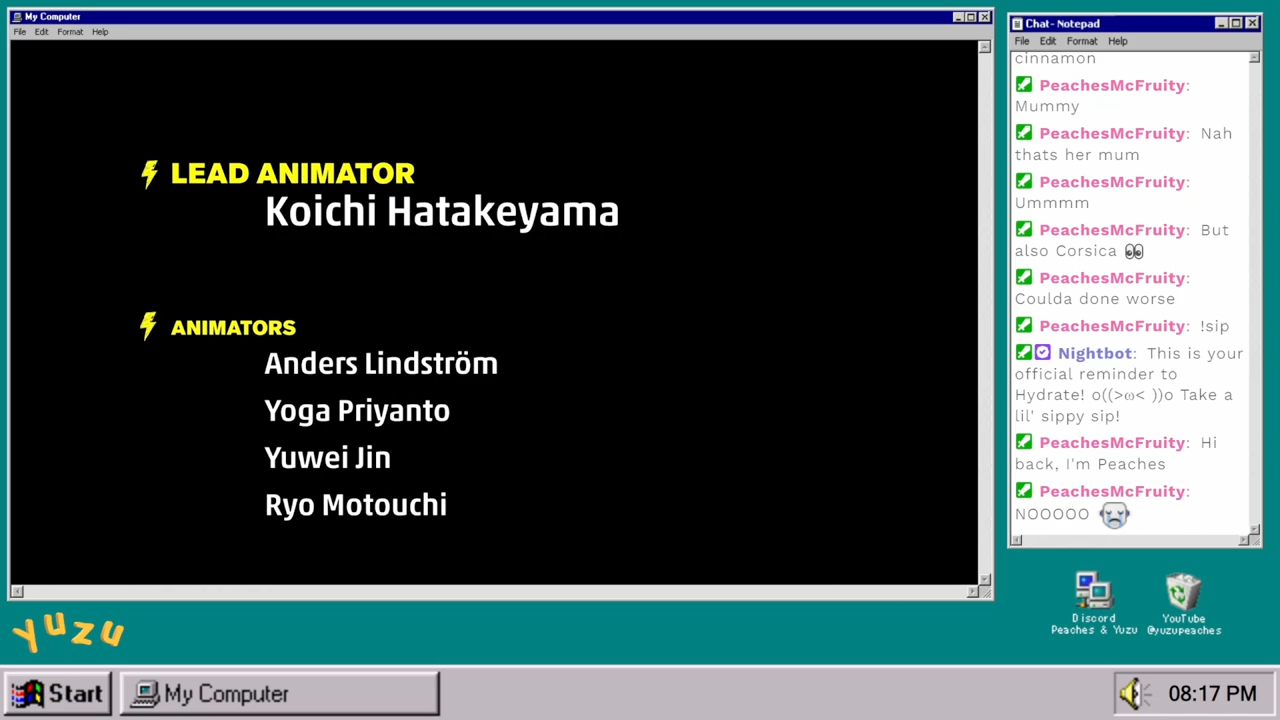 My Computer
File Edit Format Help
LEAD ANIMATOR
Koichi Hatakeyama
ANIMATORS
Anders Lindström
Yoga Priyanto
Yuwei Jin
Ryo Motouchi
Chat- Notepad
File Edit Format Help
cinnamon
PeachesMcFruity:
Mummy
PeachesMcFruity: Nah
thats her mum
PeachesMcFruity:
Ummmm
PeachesMcFruity: But
also Corsica 👀
PeachesMcFruity:
Coulda done worse
PeachesMcFruity: !sip
Nightbot: This is your
official reminder to
Hydrate! o((>ω< ))o Take a
lil' sippy sip!
PeachesMcFruity: Hi
back, I'm Peaches
PeachesMcFruity:
NOOOOO
Discord
Peaches & Yuzu
YouTube
@yuzupeaches
yuzu
Start
My Computer
08:17 PM